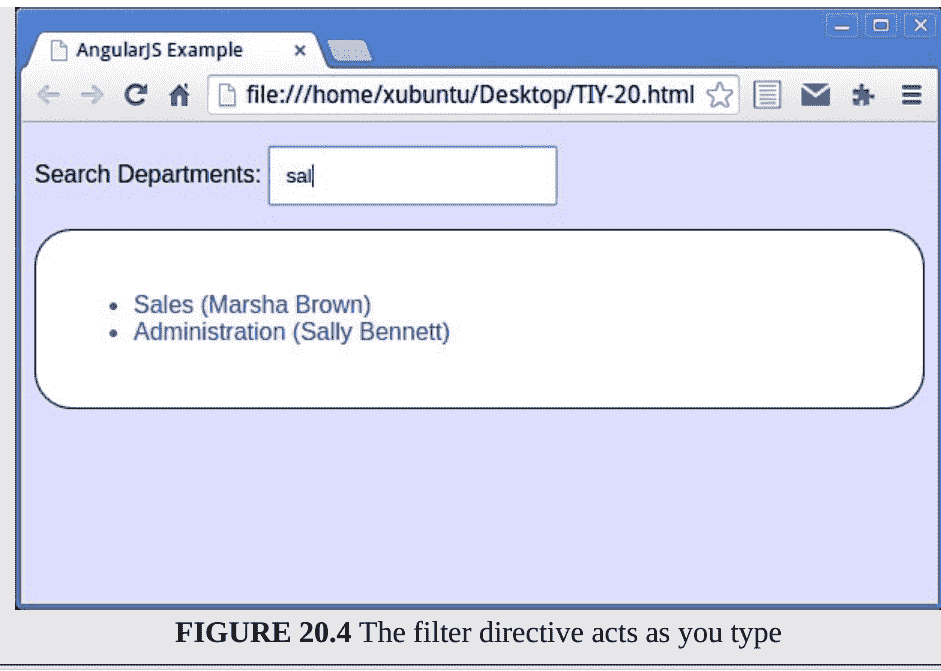 AngularJS Example
file:///home/xubuntu/Desktop/TIY-20.html
Search Departments: sal
• Sales (Marsha Brown)
• Administration (Sally Bennett)
FIGURE 20.4 The filter directive acts as you type